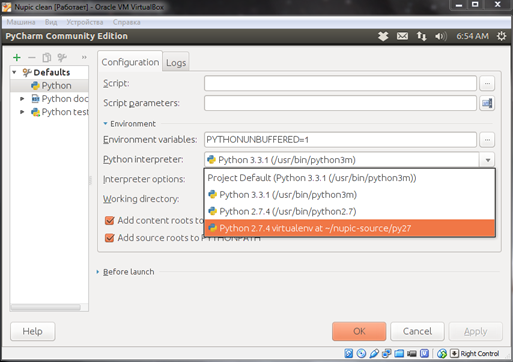 Nupic clean [Работает] - Oracle VM VirtualBox
Машина Вид Устройства Справка
PyCharm Community Edition 6:54 AM
Defaults
Python
Python doc
Python test
Configuration Logs
Script:
Script parameters:
Environment
Environment variables: PYTHONUNBUFFERED=1
Python interpreter: Python 3.3.1 (/usr/bin/python3m)
Interpreter options: Project Default (Python 3.3.1 (/usr/bin/python3m))
Python 3.3.1 (/usr/bin/python3m)
Working directory:
Python 2.7.4 (/usr/bin/python2.7)
Add content roots to
Python 2.7.4 virtualenv at ~/nupic-source/py27
Add source roots to PYTHONPATH
Before launch
Help OK Cancel Apply
Right Control